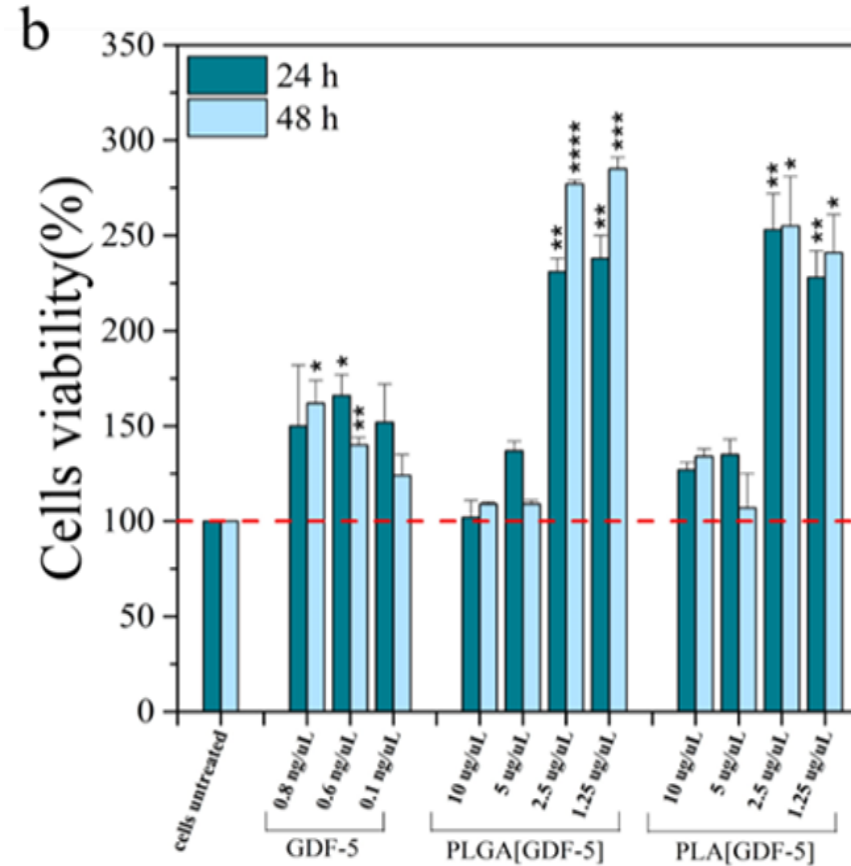 b
350
300
250
200
150
100
50
0
Cells viability(%)
24 h
48 h
* * ** ** **** ** *** ** * ** *
cells untreated
0.8 ng/uL
0.6 ng/uL
0.1 ng/uL
10 ug/uL
5 ug/uL
2.5 ug/uL
1.25 ug/uL
10 ug/uL
5 ug/uL
2.5 ug/uL
1.25 ug/uL
GDF-5
PLGA[GDF-5]
PLA[GDF-5]